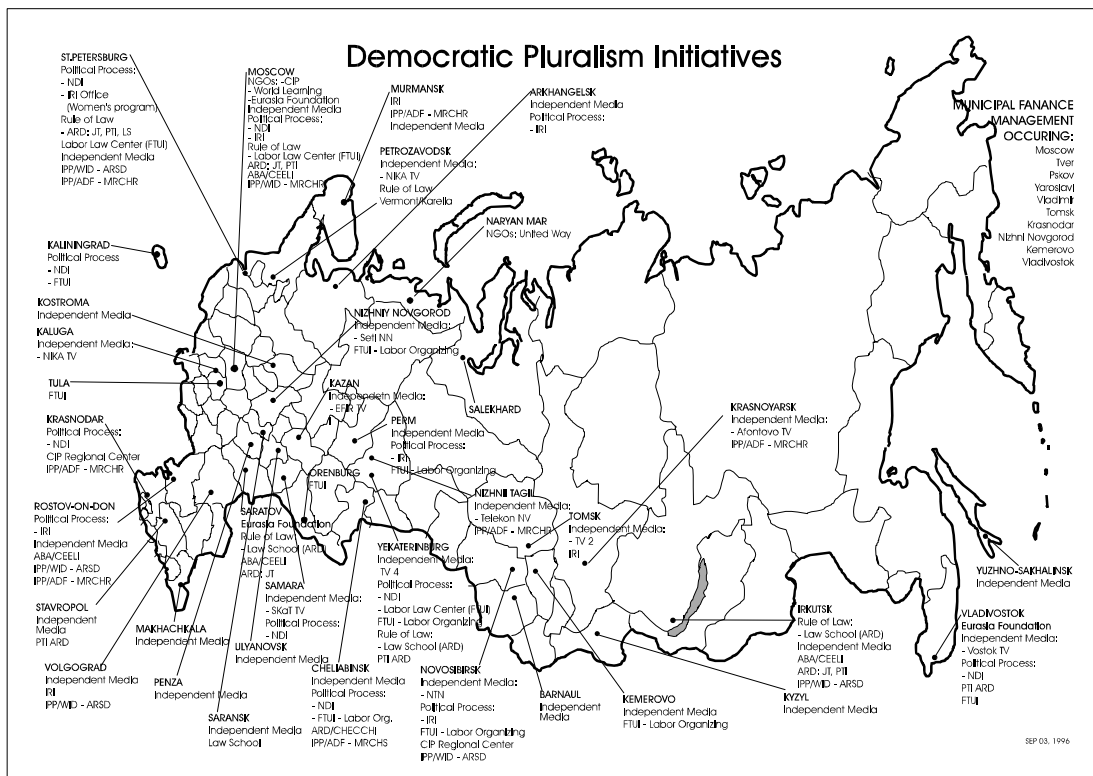 Democratic Pluralism Initiatives
ST.PETERSBURG
Political Process:
- NDI
- IRI Office
(Women's program)
Rule of Law
- ARD: JT, PTI, LS
Labor Law Center (FTUI)
Independent Media
IPP/WID - ARSD
IPP/ADF - MRCHR
MOSCOW
NGOs: -CIP
- World Learning
-Eurasia Foundation
Independent Media
Political Process:
- NDI
- IRI
Rule of Law
- Labor Law Center (FTUI)
ARD: JT, PTI
ABA/CEELI
IPP/WID - MRCHR
MURMANSK
IRI
IPP/ADF - MRCHR
Independent Media
PETROZAVODSK
Independent Media:
- NIKA TV
Rule of Law
Vermont/Karelia
ARKHANGELSK
Independent Media
Political Process:
- IRI
NARYAN MAR
NGOs: United Way
MUNICIPAL FANANCE
MANAGEMENT
OCCURING:
Moscow
Tver
Pskov
Yaroslavl
Vladimir
Tomsk
Krasnodar
Nizhni Novgorod
Kemerovo
Vladivostok
KALININGRAD
Political Process
- NDI
- FTUI
KOSTROMA
Independent Media
KALUGA
Independent Media:
- NIKA TV
TULA
FTUI
KRASNODAR
Political Process:
- NDI
CIP Regional Center
IPP/ADF - MRCHR
NIZHNIY NOVGOROD
Independent Media:
- Seti NN
FTUI - Labor Organizing
KAZAN
Independetn Media:
- EFIR TV
PERM
Independent Media
Political Process:
- IRI
FTUI - Labor Organizing
SALEKHARD
KRASNOYARSK
Independent Media:
- Afontovo TV
IPP/ADF - MRCHR
ORENBURG
FTUI
NIZHNII TAGIL
Independent Media:
- Telekon NV
IPP/ADF - MRCHR
TOMSK
Independent Media:
- TV 2
IRI
ROSTOV-ON-DON
Political Process:
- IRI
Independent Media
ABA/CEELI
IPP/WID - ARSD
IPP/ADF - MRCHR
SARATOV
Eurasia Foundation
Rule of Law
- Law School (ARD)
ABA/CEELI
ARD: JT
YEKATERINBURG
Independent Media:
- TV 4
Political Process:
- NDI
- Labor Law Center (FTUI)
FTUI - Labor Organizing
Rule of Law:
- Law School (ARD)
PTI ARD
SAMARA
Independent Media:
- SKaT TV
Political Process:
- NDI
STAVROPOL
Independent
Media
PTI ARD
MAKHACHKALA
Independent Media
ULYANOVSK
Independent Media
VOLGOGRAD
Independent Media
IRI
IPP/WID - ARSD
PENZA
Independent Media
SARANSK
Independent Media
Law School
CHELIABINSK
Independent Media
Political Process:
- NDI
- FTUI - Labor Org.
ARD/CHECCHI
IPP/ADF - MRCHS
NOVOSIBIRSK
Independent Media:
- NTN
Political Process:
- IRI
FTUI - Labor Organizing
CIP Regional Center
IPP/WID - ARSD
BARNAUL
Independent
Media
KEMEROVO
Independent Media
FTUI - Labor Organizing
KYZYL
Independent Media
IRKUTSK
Rule of Law:
- Law School (ARD)
Independent Media
ABA/CEELI
ARD: JT, PTI
IPP/WID - ARSD
YUZHNO-SAKHALINSK
Independent Media
VLADIVOSTOK
Eurasia Foundation
Independent Media:
- Vostok TV
Political Process:
- NDI
PTI ARD
FTUI
SEP 03, 1996